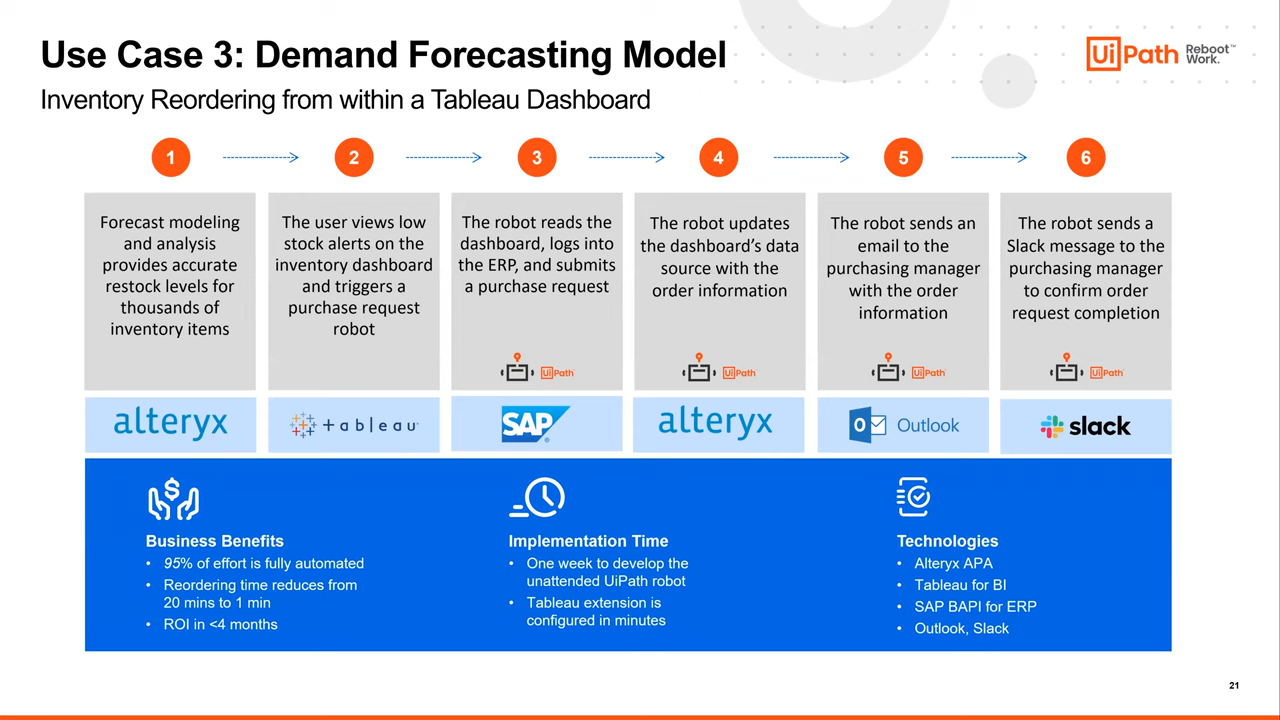 Use Case 3: Demand Forecasting Model
Inventory Reordering from within a Tableau Dashboard
UiPath Reboot Work.™
1
2
3
4
5
6
Forecast modeling
and analysis
provides accurate
restock levels for
thousands of
inventory items
The user views low
stock alerts on the
inventory dashboard
and triggers a
purchase request
robot
The robot reads the
dashboard, logs into
the ERP, and submits
a purchase request
UiPath
The robot updates
the dashboard’s data
source with the
order information
UiPath
The robot sends an
email to the
purchasing manager
with the order
information
UiPath
The robot sends a
Slack message to the
purchasing manager
to confirm order
request completion
UiPath
alteryx
+ableau
SAP®
alteryx
Outlook
slack
Business Benefits
• 95% of effort is fully automated
• Reordering time reduces from
20 mins to 1 min
• ROI in <4 months
Implementation Time
• One week to develop the
unattended UiPath robot
• Tableau extension is
configured in minutes
Technologies
• Alteryx APA
• Tableau for BI
• SAP BAPI for ERP
• Outlook, Slack
21